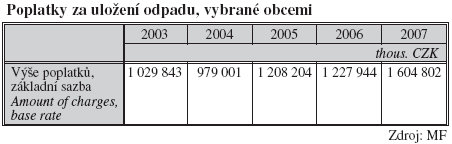 Poplatky za uložení odpadu, vybrané obcemi
2003 2004 2005 2006 2007
thous. CZK
Výše poplatků, 1 029 843 979 001 1 208 204 1 227 944 1 604 802
základní sazba
Amount of charges,
base rate
Zdroj: MF